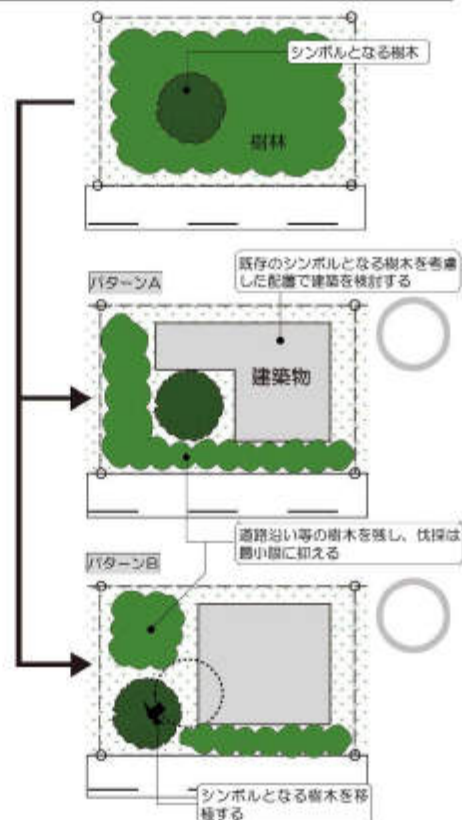 シンボルとなる樹木
樹林
パターンA
既存のシンボルとなる樹木を考慮
した配置で建築を検討する
建築物
道路沿い等の樹木を残し、伐採は
最小限に抑える
パターンB
シンボルとなる樹木を移
植する